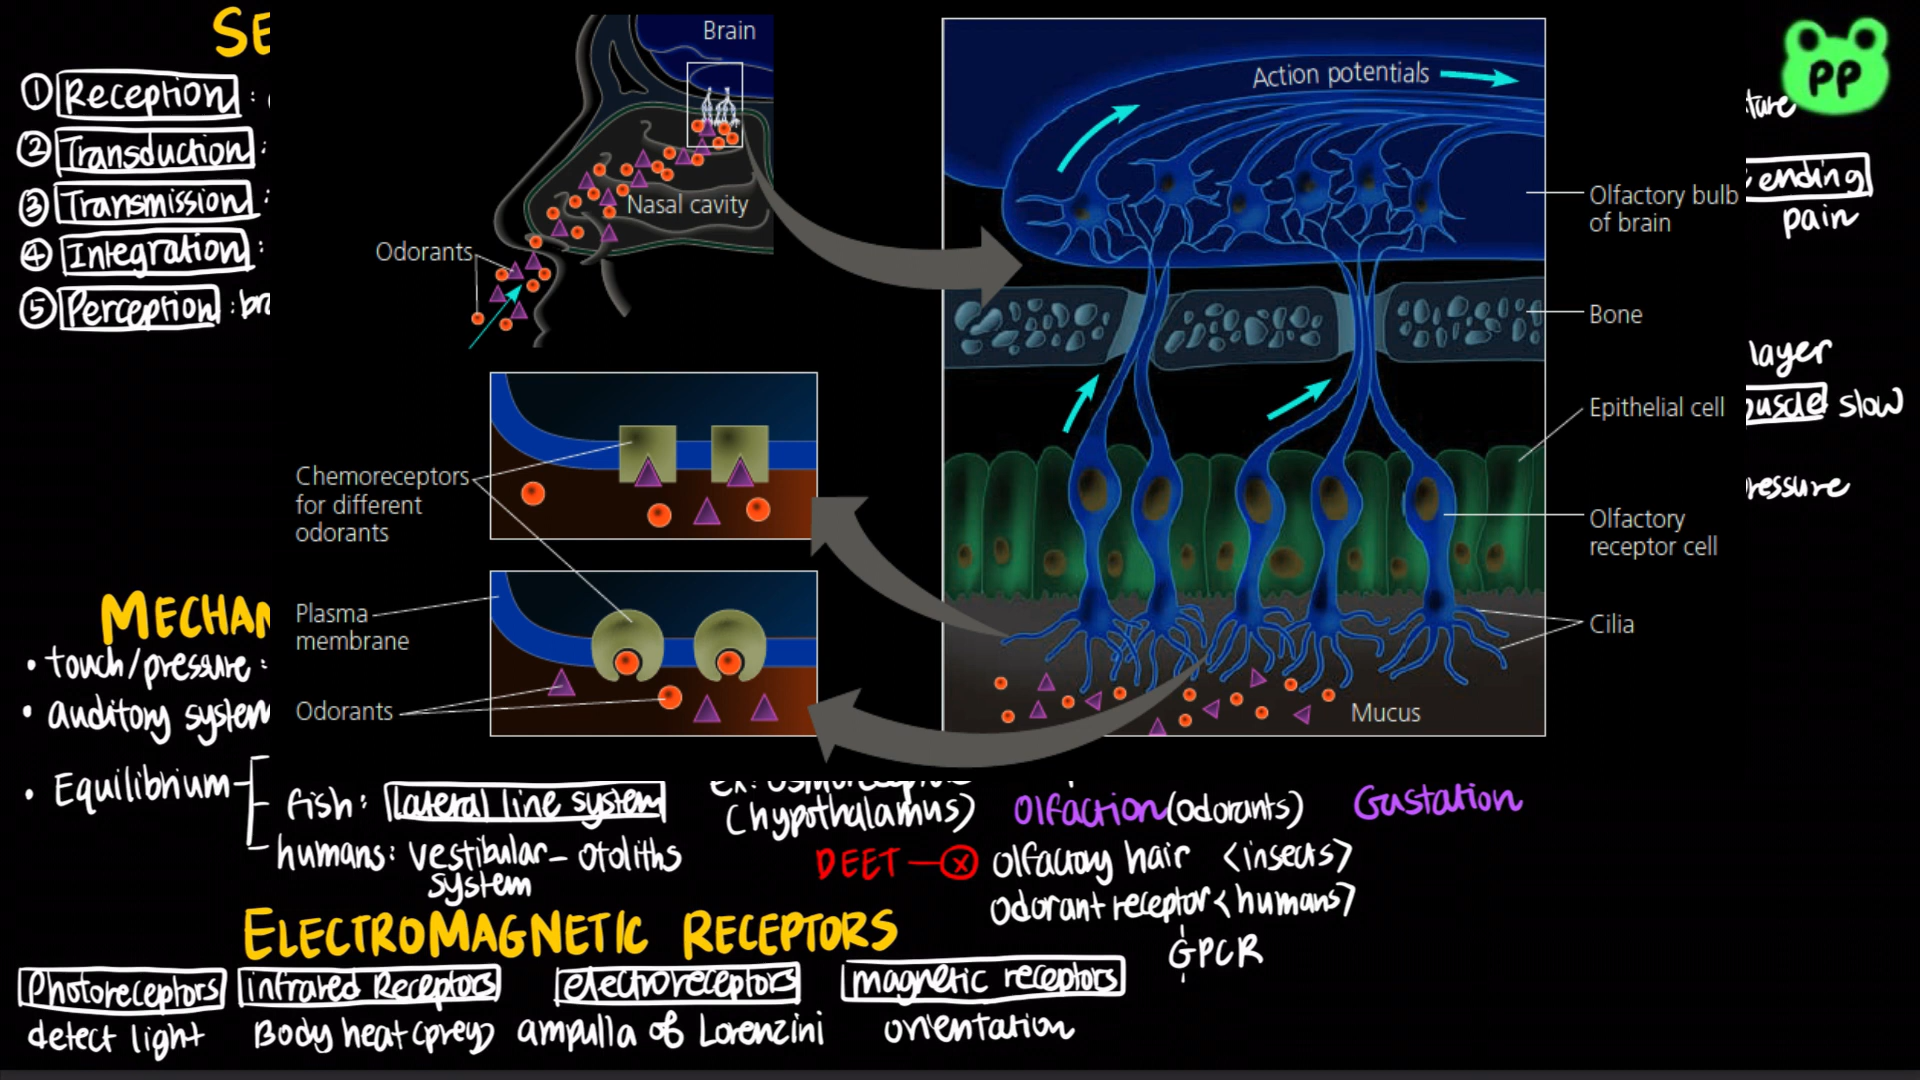 SE
① Reception :
② Transduction :
③ Transmission :
④ Integration :
⑤ Perception : bra
Brain
Nasal cavity
Odorants
Action potentials
Olfactory bulb
of brain
Bone
Epithelial cell
Olfactory
receptor cell
Cilia
Mucus
Chemoreceptors
for different
odorants
Plasma
membrane
Odorants
PP
ture
ending
pain
layer
puscle slow
ressure
MECHAN
• touch/pressure :
• auditory system
• Equilibrium
fish: lateral line system
humans: vestibular - otoliths
system
(hypothalamus)
Olfaction (odorants)
Gustation
DEET - ⓧ olfactory hair <insects>
odorant receptor <humans>
GPCR
ELECTROMAGNETIC RECEPTORS
Photoreceptors infrared Receptors electroreceptors magnetic receptors
detect light Body heat (prey) ampulla of Lorenzini orientation